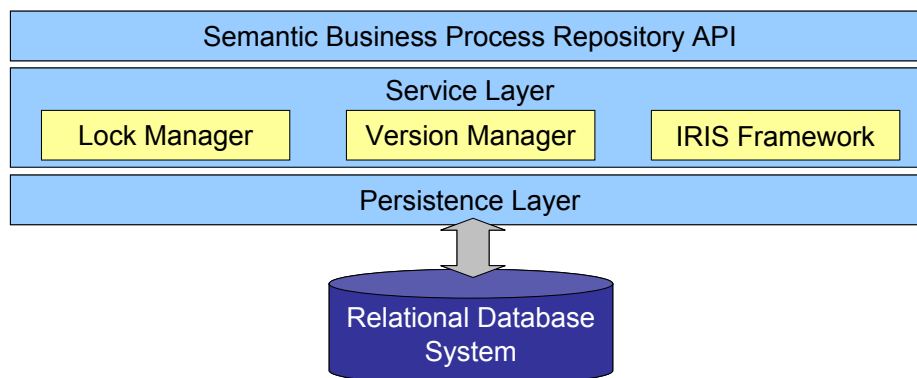 Semantic Business Process Repository API
Service Layer
Lock Manager
Version Manager
IRIS Framework
Persistence Layer
Relational Database
System